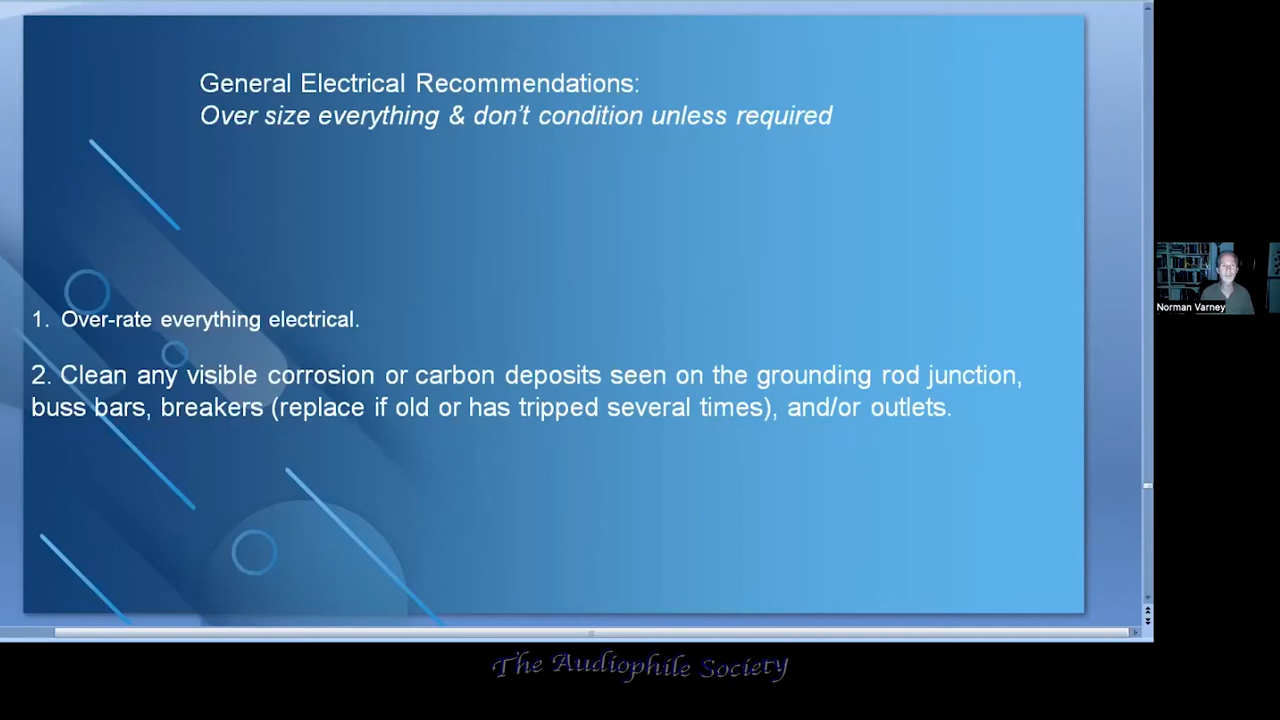 General Electrical Recommendations:
Over size everything & don't condition unless required
1. Over-rate everything electrical.
2. Clean any visible corrosion or carbon deposits seen on the grounding rod junction,
buss bars, breakers (replace if old or has tripped several times), and/or outlets.
Norman Varney
The Audiophile Society